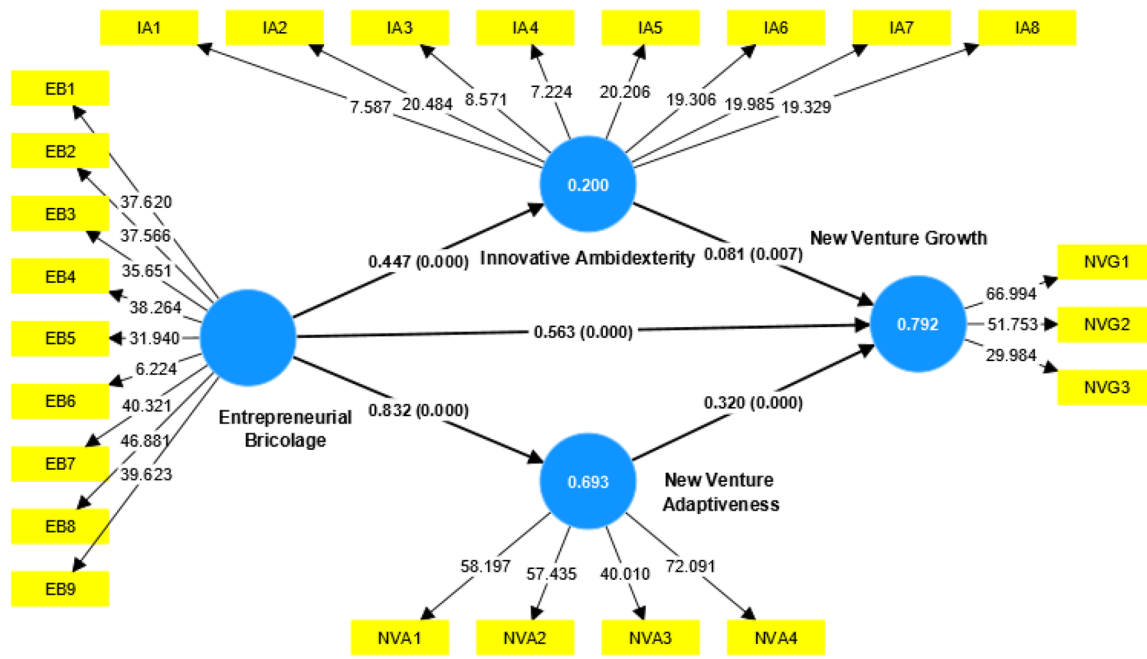 IA1 IA2 IA3 IA4 IA5 IA6 IA7 IA8
7.587 20.484 8.571 7.224 20.206 19.306 19.985 19.329
EB1
EB2
EB3
EB4
EB5
EB6
EB7
EB8
EB9
37.620
37.566
35.651
38.264
31.940
6.224
40.321
46.881
39.623
Entrepreneurial
Bricolage
0.447 (0.000)
0.563 (0.000)
0.832 (0.000)
0.200
Innovative Ambidexterity
0.081 (0.007)
0.320 (0.000)
New Venture Growth
0.792
66.994
51.753
29.984
NVG1
NVG2
NVG3
0.693
New Venture
Adaptiveness
58.197 57.435 40.010 72.091
NVA1 NVA2 NVA3 NVA4